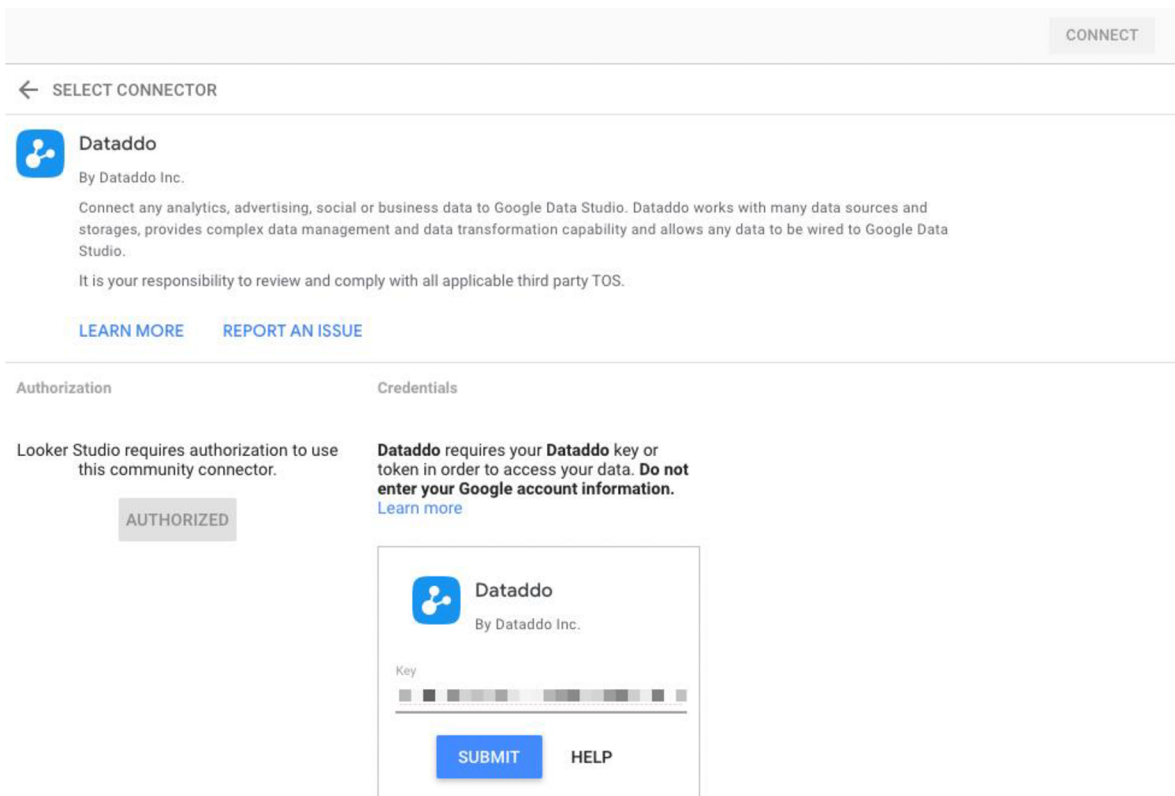 CONNECT
SELECT CONNECTOR
Dataddo
By Dataddo Inc.
Connect any analytics, advertising, social or business data to Google Data Studio. Dataddo works with many data sources and
storages, provides complex data management and data transformation capability and allows any data to be wired to Google Data
Studio.
It is your responsibility to review and comply with all applicable third party TOS.
LEARN MORE REPORT AN ISSUE
Authorization
Looker Studio requires authorization to use
this community connector.
AUTHORIZED
Credentials
Dataddo requires your Dataddo key or
token in order to access your data. Do not
enter your Google account information.
Learn more
Dataddo
By Dataddo Inc.
Key
SUBMIT HELP